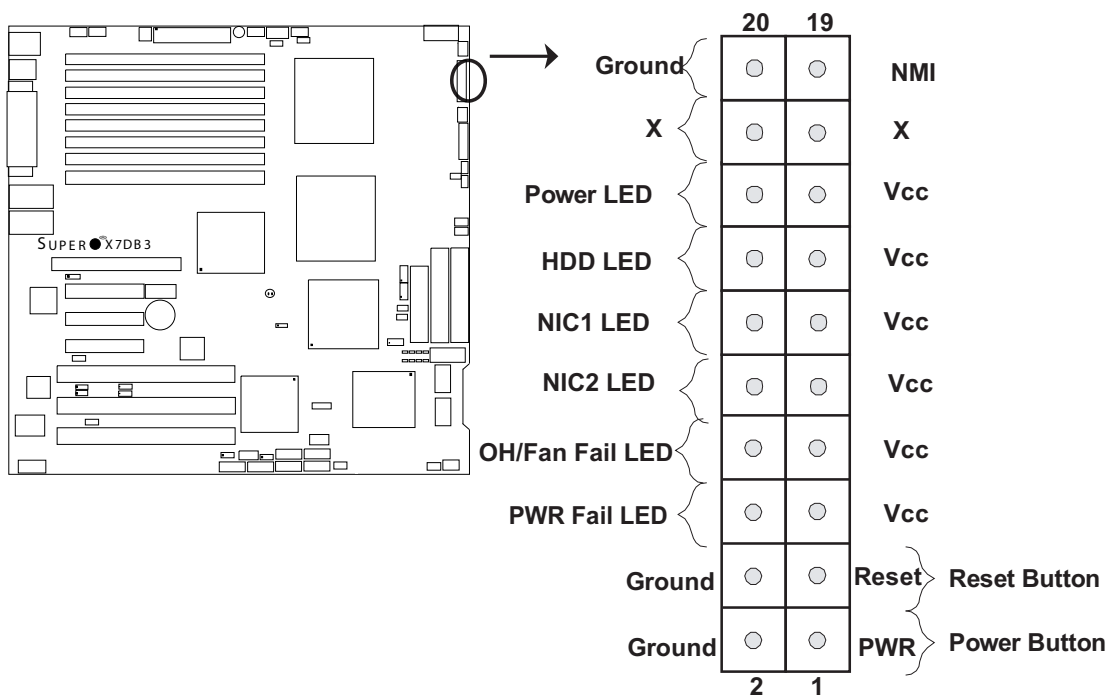 20 19
Ground NMI
X X
Power LED Vcc
HDD LED Vcc
NIC1 LED Vcc
NIC2 LED Vcc
OH/Fan Fail LED Vcc
PWR Fail LED Vcc
Ground Reset Reset Button
Ground PWR Power Button
2 1
SUPER X7DB3